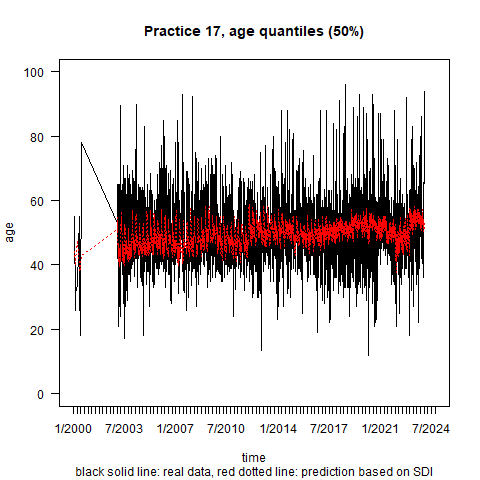 Practice 17, age quantiles (50%)
100
80
60
40
20
0
age
1/2000 7/2003 1/2007 7/2010 1/2014 7/2017 1/2021 7/2024
time
black solid line: real data, red dotted line: prediction based on SDI